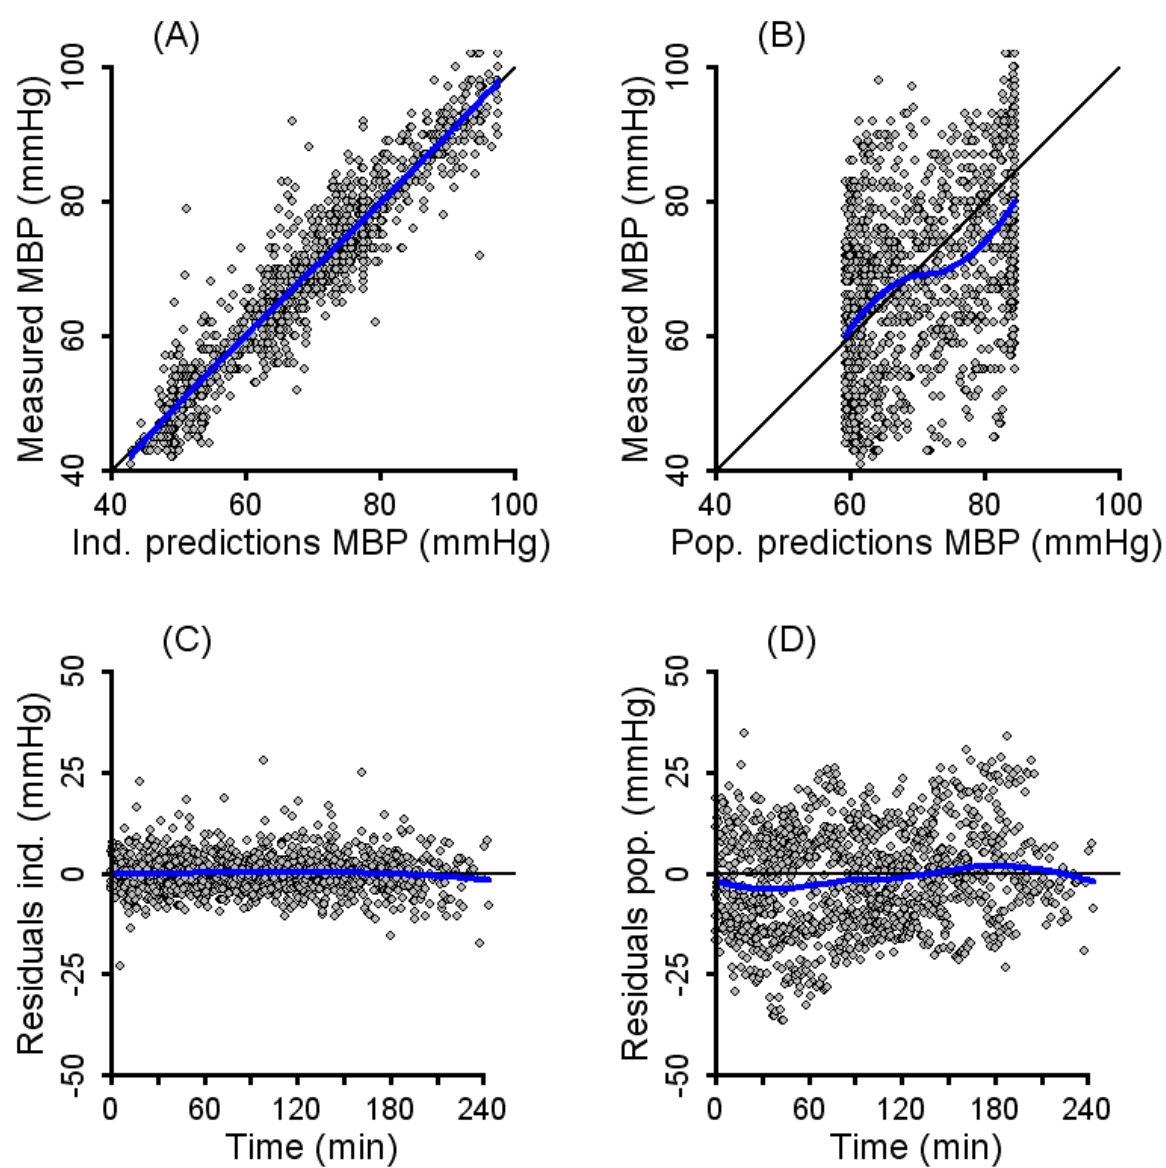 (A)
Measured MBP (mmHg)
100
80
60
40
40 60 80 100
Ind. predictions MBP (mmHg)
(B)
Measured MBP (mmHg)
100
80
60
40
40 60 80 100
Pop. predictions MBP (mmHg)
(C)
Residuals ind. (mmHg)
50
25
0
-25
-50
0 60 120 180 240
Time (min)
(D)
Residuals pop. (mmHg)
50
25
0
-25
-50
0 60 120 180 240
Time (min)